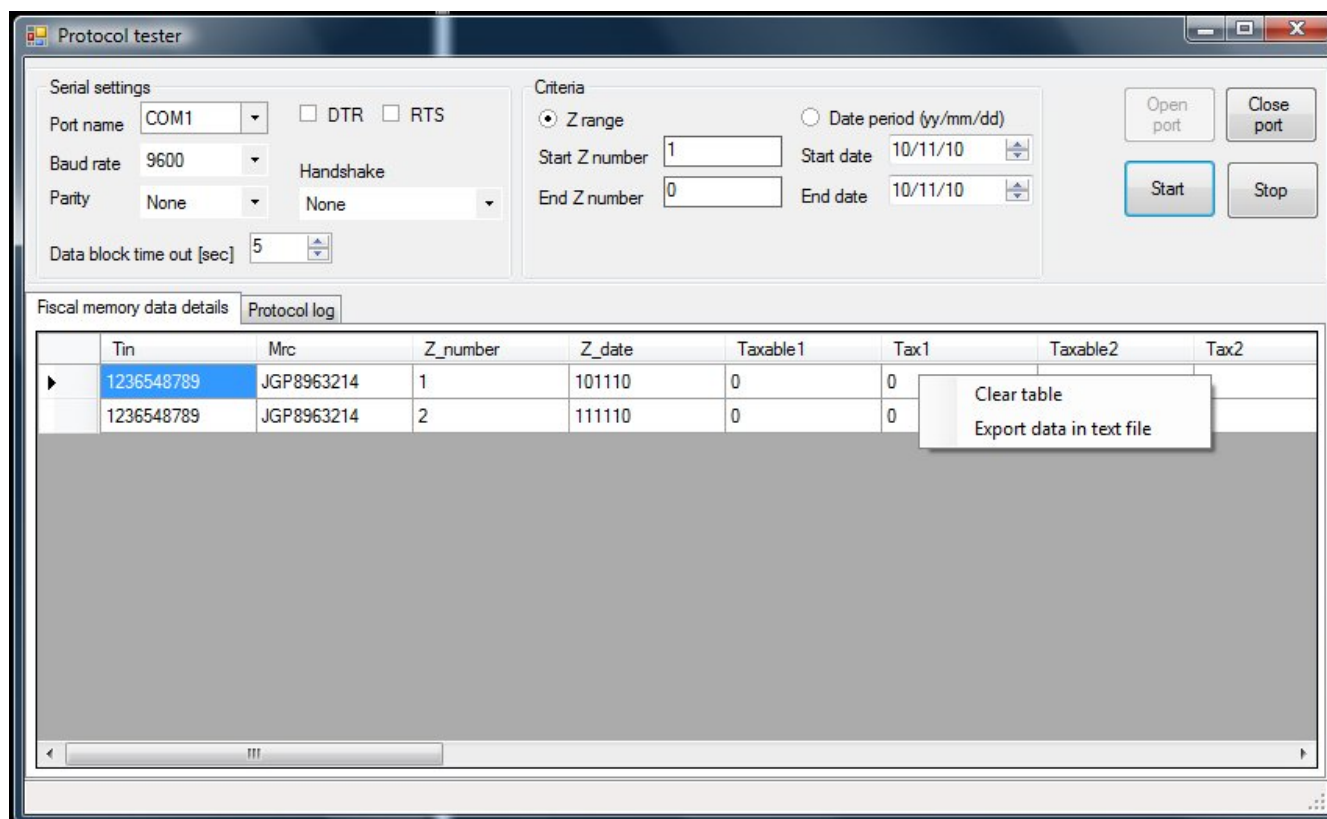 Protocol tester
Serial settings
Port name COM1 DTR RTS
Baud rate 9600
Handshake
Parity None None
Data block time out [sec] 5
Criteria
Z range Date period (yy/mm/dd)
Start Z number 1 Start date 10/11/10
End Z number 0 End date 10/11/10
Open port
Close port
Start Stop
Fiscal memory data details Protocol log
Tin Mrc Z_number Z_date Taxable1 Tax1 Taxable2 Tax2
1236548789 JGP8963214 1 101110 0 0
1236548789 JGP8963214 2 111110 0 0
Clear table
Export data in text file